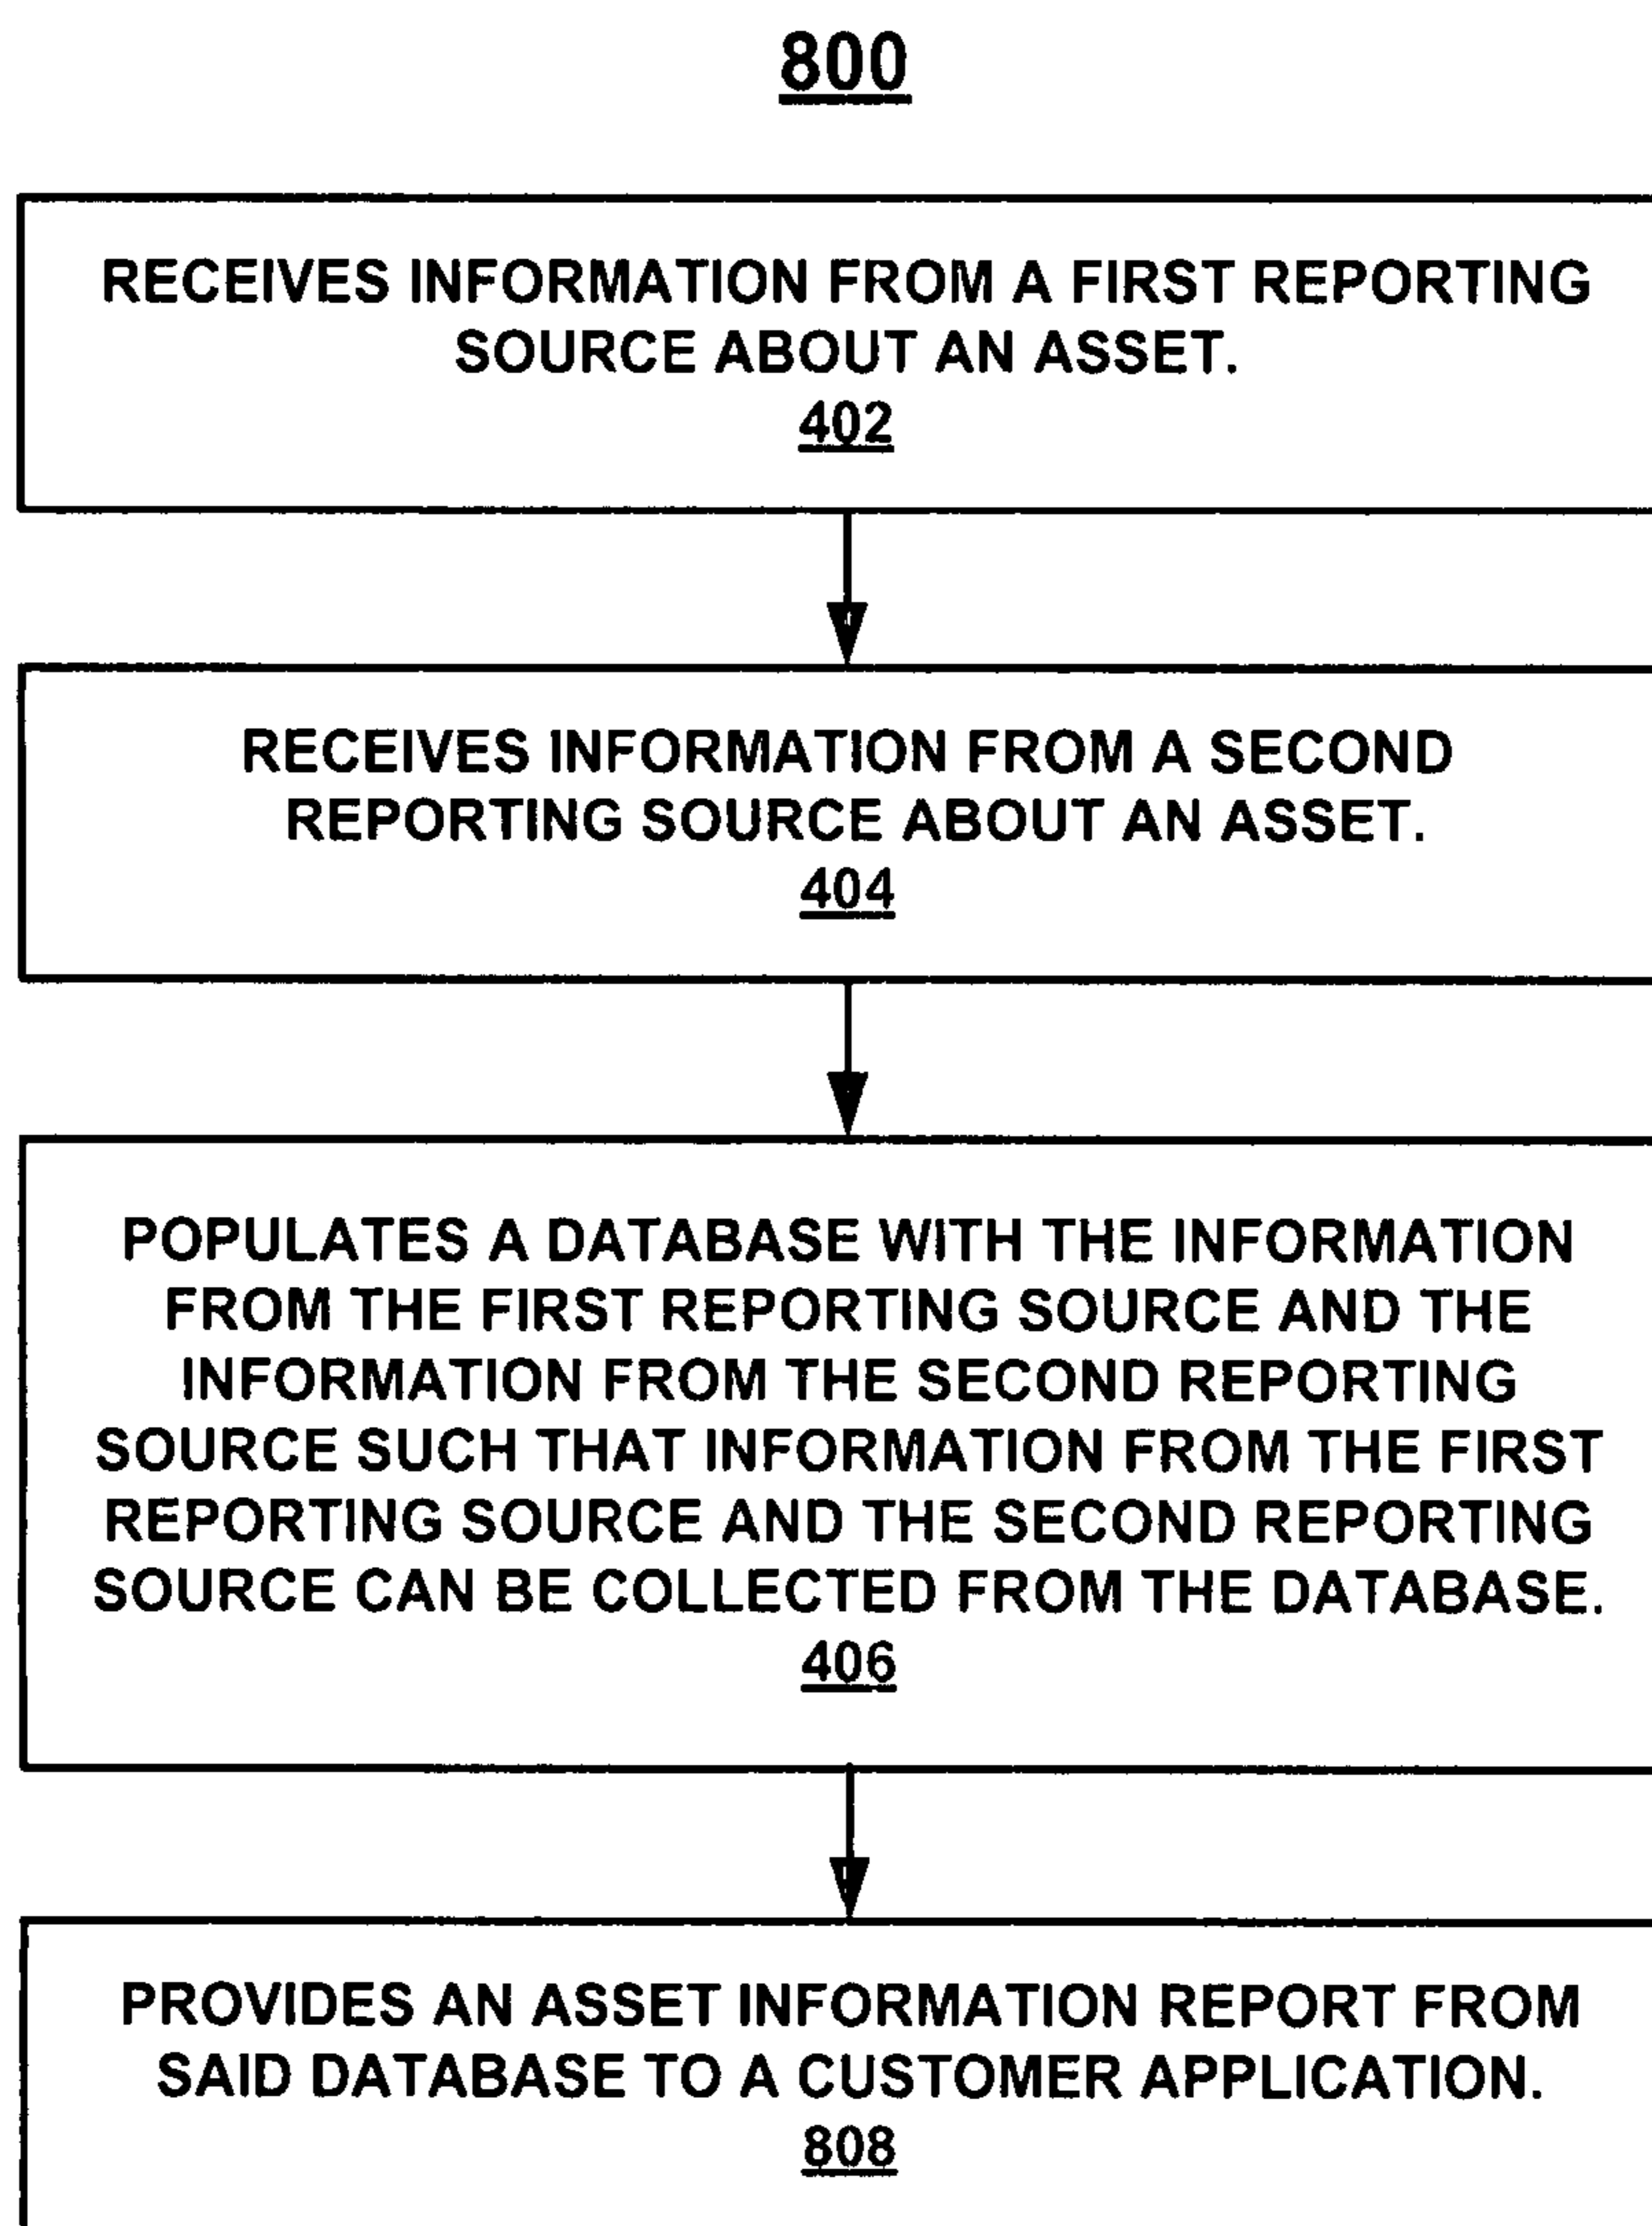 800
RECEIVES INFORMATION FROM A FIRST REPORTING
SOURCE ABOUT AN ASSET.
402
RECEIVES INFORMATION FROM A SECOND
REPORTING SOURCE ABOUT AN ASSET.
404
POPULATES A DATABASE WITH THE INFORMATION
FROM THE FIRST REPORTING SOURCE AND THE
INFORMATION FROM THE SECOND REPORTING
SOURCE SUCH THAT INFORMATION FROM THE FIRST
REPORTING SOURCE AND THE SECOND REPORTING
SOURCE CAN BE COLLECTED FROM THE DATABASE.
406
PROVIDES AN ASSET INFORMATION REPORT FROM
SAID DATABASE TO A CUSTOMER APPLICATION.
808